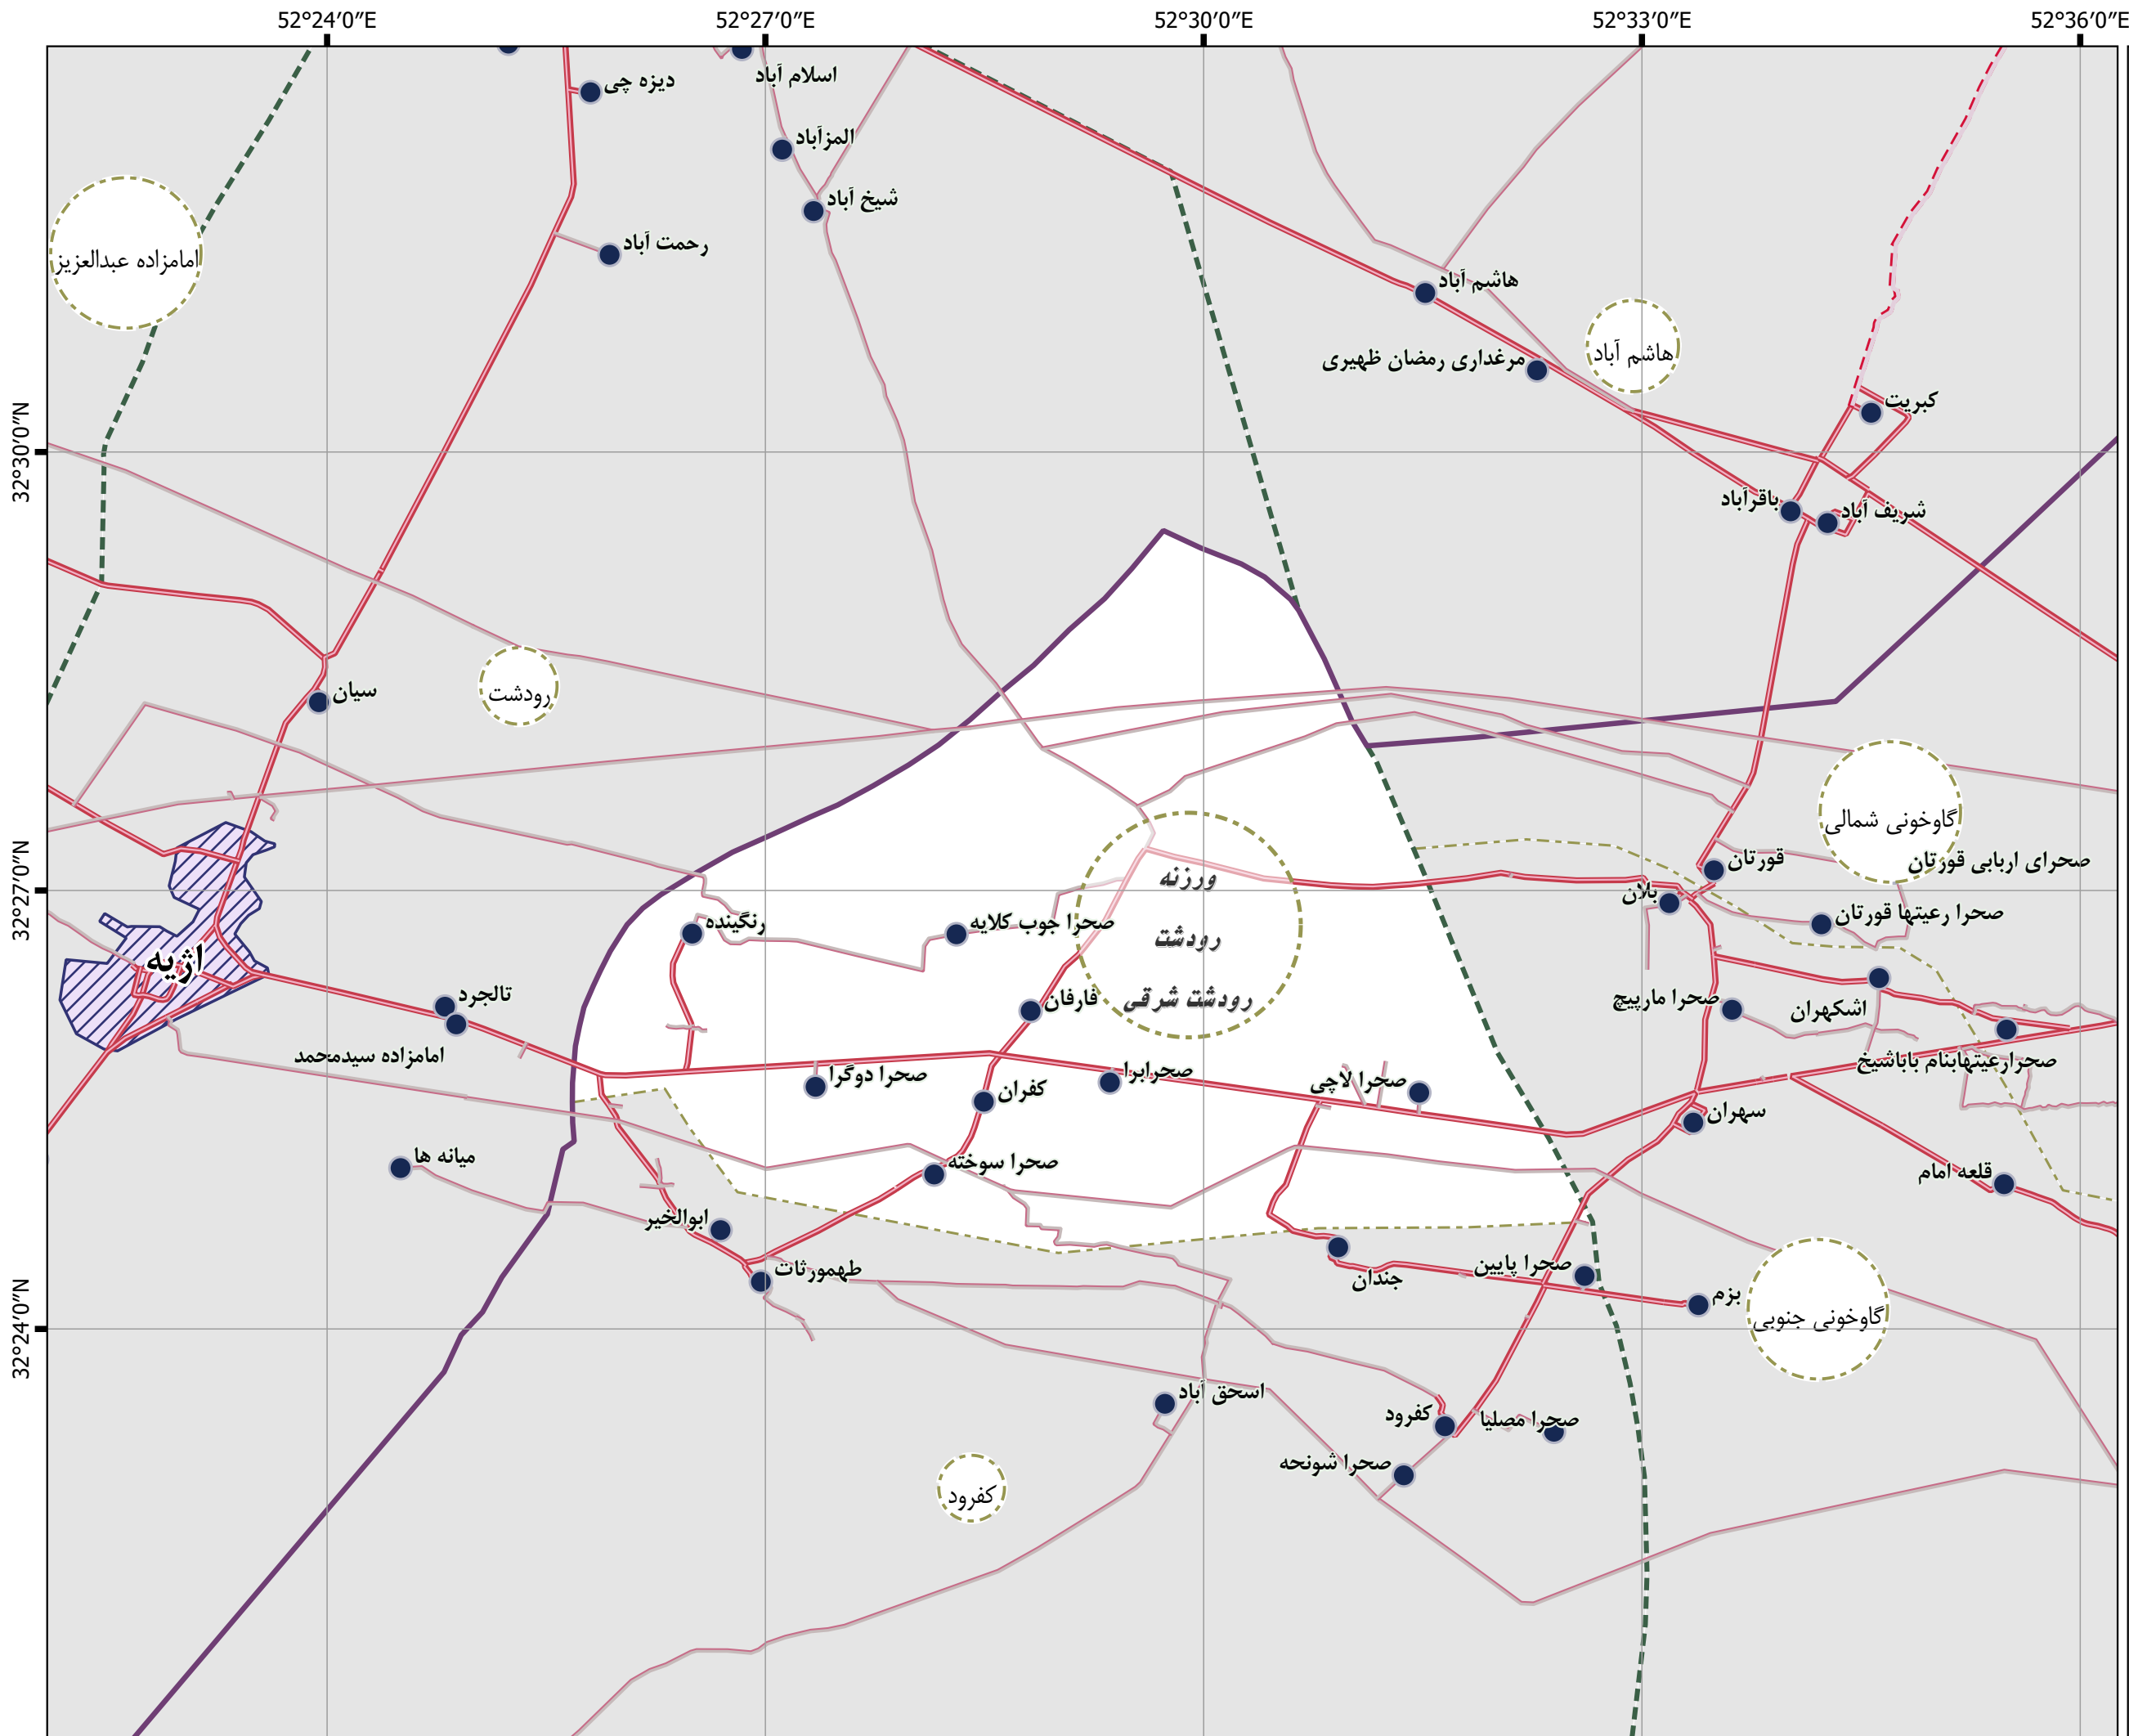 52°24'0"E
52°27'0"E
52°30'0"E
52°33'0"E
52°36'0"E
اسلام آباد
دیزه چی
المزآباد
شیخ آباد
رحمت آباد
امامزاده عبدالعزیز
هاشم آباد
هاشم آباد
مرغداری رمضان ظهیری
کبریت
32°30'0"N
باقرآباد
شریف آباد
سیان
رودشت
گاوخونی شمالی
قورتان
صحرای اربابی قورتان
32°27'0"N
ورزنه
رودشت
رودشت شرقی
بلان
صحرا رعیتها قورتان
رنگینده
صحرا جوب کلایه
اژیه
تالجرد
فارفان
صحرا مارپیچ
اشکهران
امامزاده سیدمحمد
صحرارعیتهابنام باباشیخ
صحرا دوگرا
صحرابرا
صحرا لاچی
کفران
سهران
میانه ها
صحرا سوخته
قلعه امام
ابوالخیر
طهمورثات
جندان
صحرا پایین
بزم
گاوخونی جنوبی
32°24'0"N
اسحق آباد
کفرود
صحرا مصلیا
صحرا شونحه
کفرود